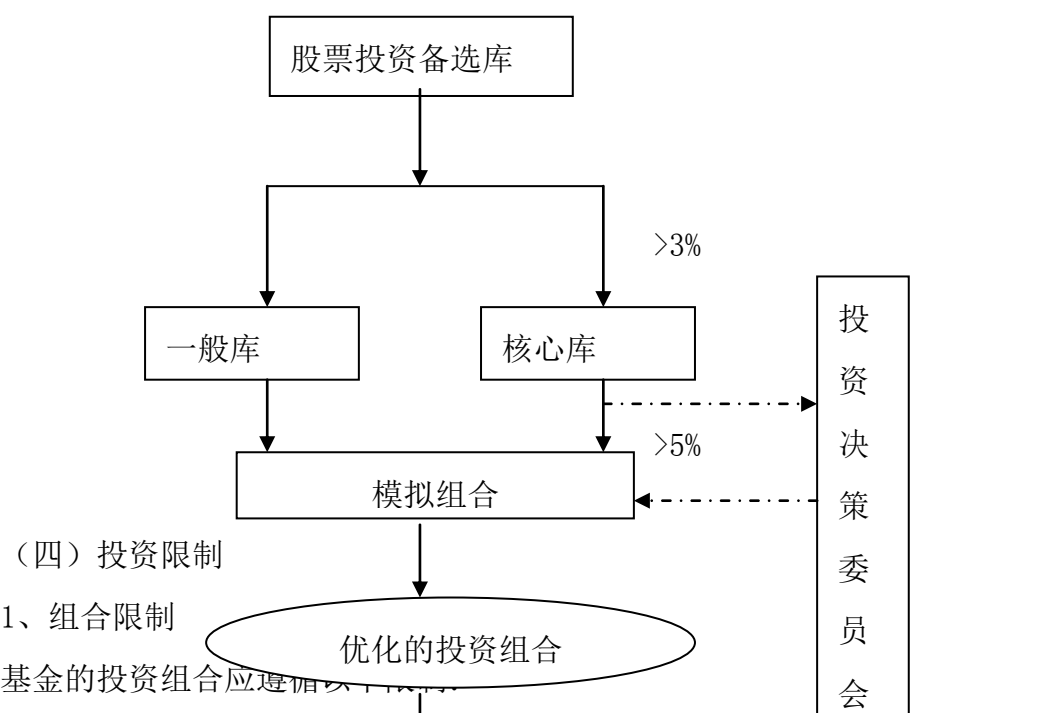 股票投资备选库
>3%
一般库
核心库
投资决策委员会
>5%
模拟组合
（四）投资限制
1、组合限制
优化的投资组合
基金的投资组合应遵循